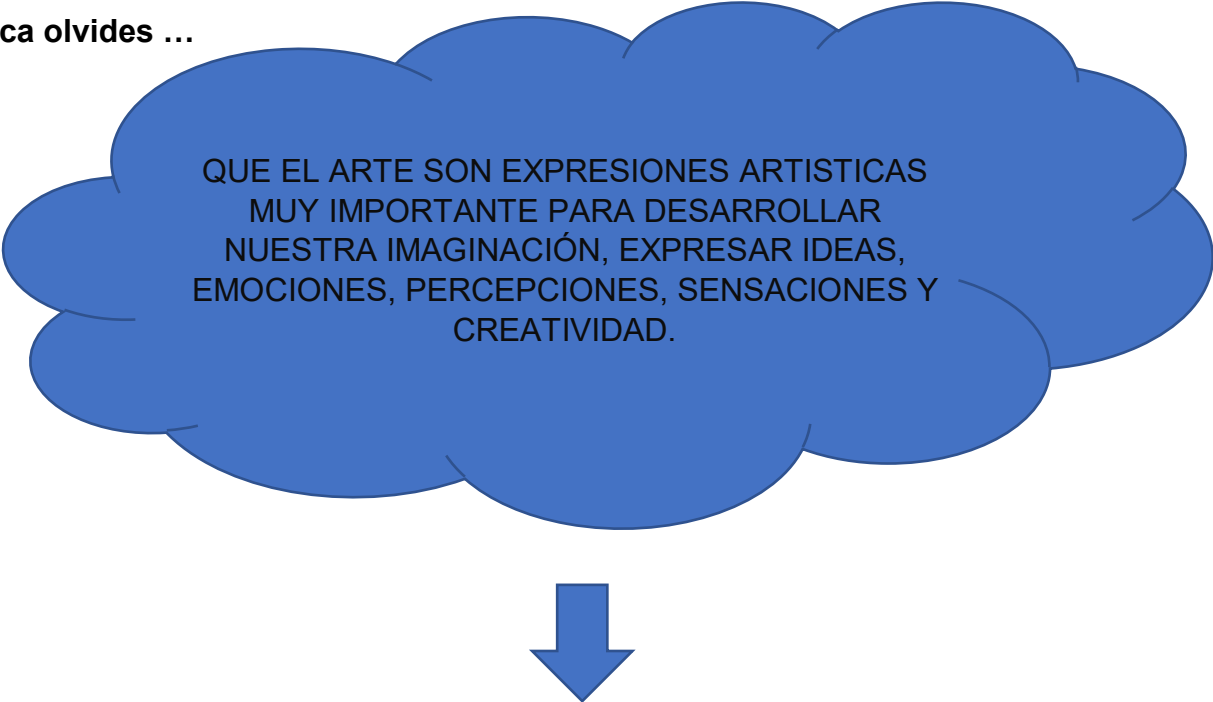 ca olvides …
QUE EL ARTE SON EXPRESIONES ARTISTICAS
MUY IMPORTANTE PARA DESARROLLAR
NUESTRA IMAGINACIÓN, EXPRESAR IDEAS,
EMOCIONES, PERCEPCIONES, SENSACIONES Y
CREATIVIDAD.